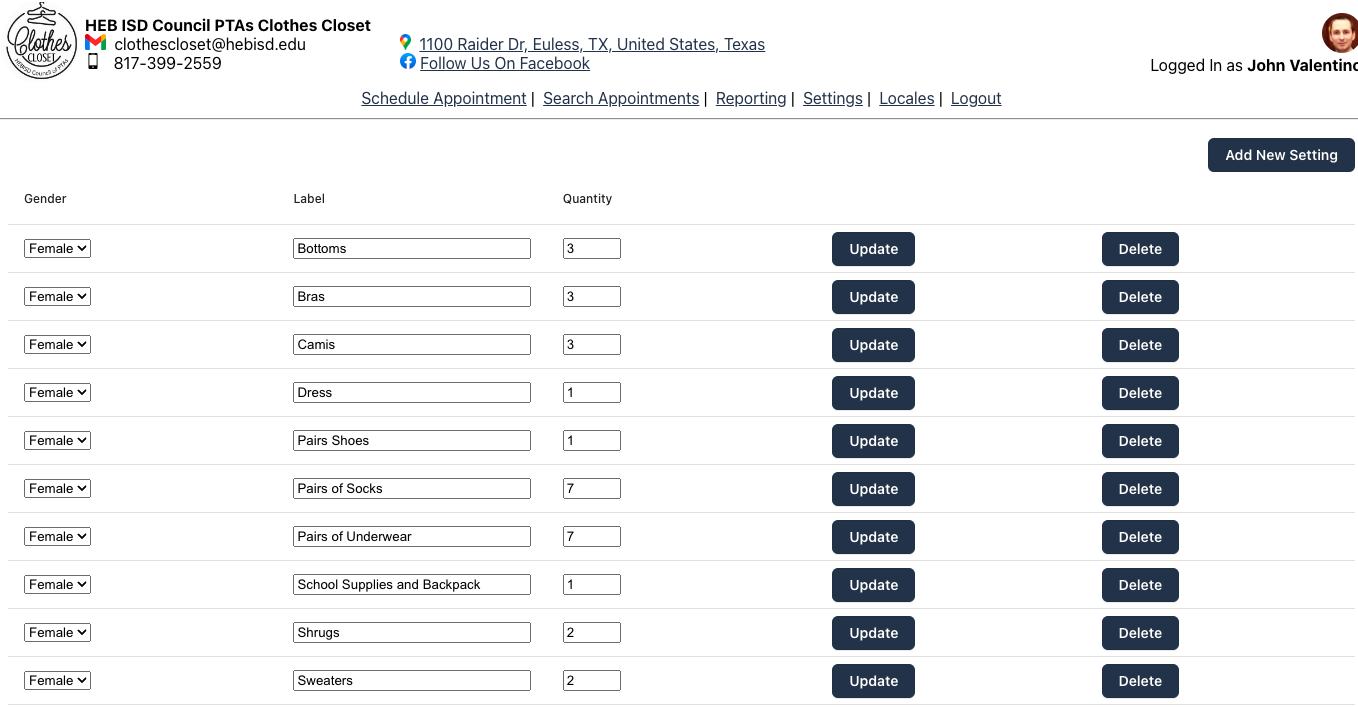 Clothes
CLOSET
HEBISD Council of PTAs
HEB ISD Council PTAs Clothes Closet
clothescloset@hebisd.edu
817-399-2559
1100 Raider Dr, Euless, TX, United States, Texas
Follow Us On Facebook
Logged In as John Valentino
Schedule Appointment | Search Appointments | Reporting | Settings | Locales | Logout
Add New Setting
Gender Label Quantity
Female Bottoms 3 Update Delete
Female Bras 3 Update Delete
Female Camis 3 Update Delete
Female Dress 1 Update Delete
Female Pairs Shoes 1 Update Delete
Female Pairs of Socks 7 Update Delete
Female Pairs of Underwear 7 Update Delete
Female School Supplies and Backpack 1 Update Delete
Female Shrugs 2 Update Delete
Female Sweaters 2 Update Delete